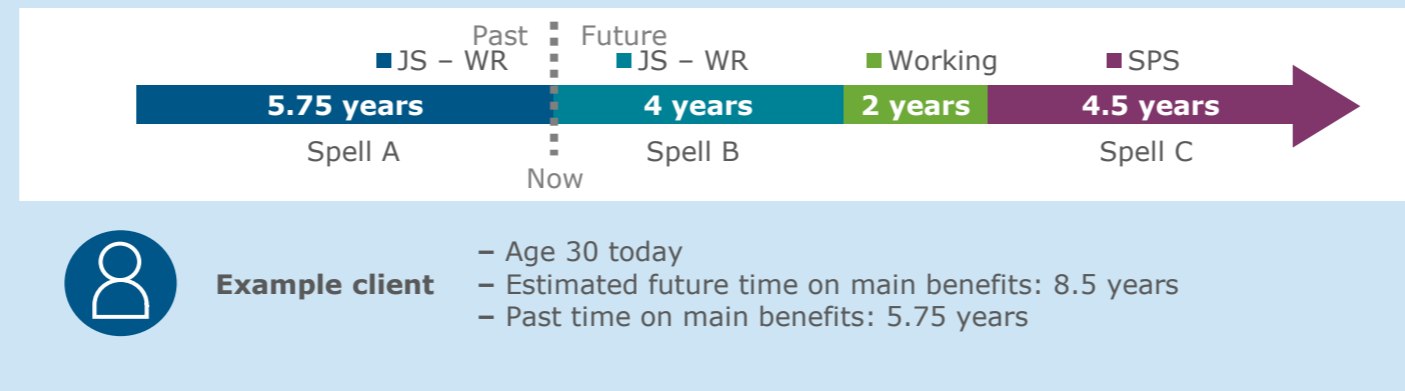 Past Future
JS – WR JS – WR Working SPS
5.75 years 4 years 2 years 4.5 years
Spell A Spell B Spell C
Now
– Age 30 today
Example client – Estimated future time on main benefits: 8.5 years
– Past time on main benefits: 5.75 years